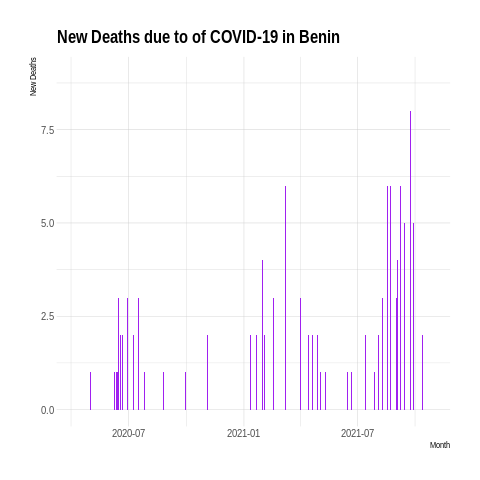 New Deaths due to of COVID-19 in Benin
New Deaths
7.5
5.0
2.5
0.0
2020-07
2021-01
2021-07
Month